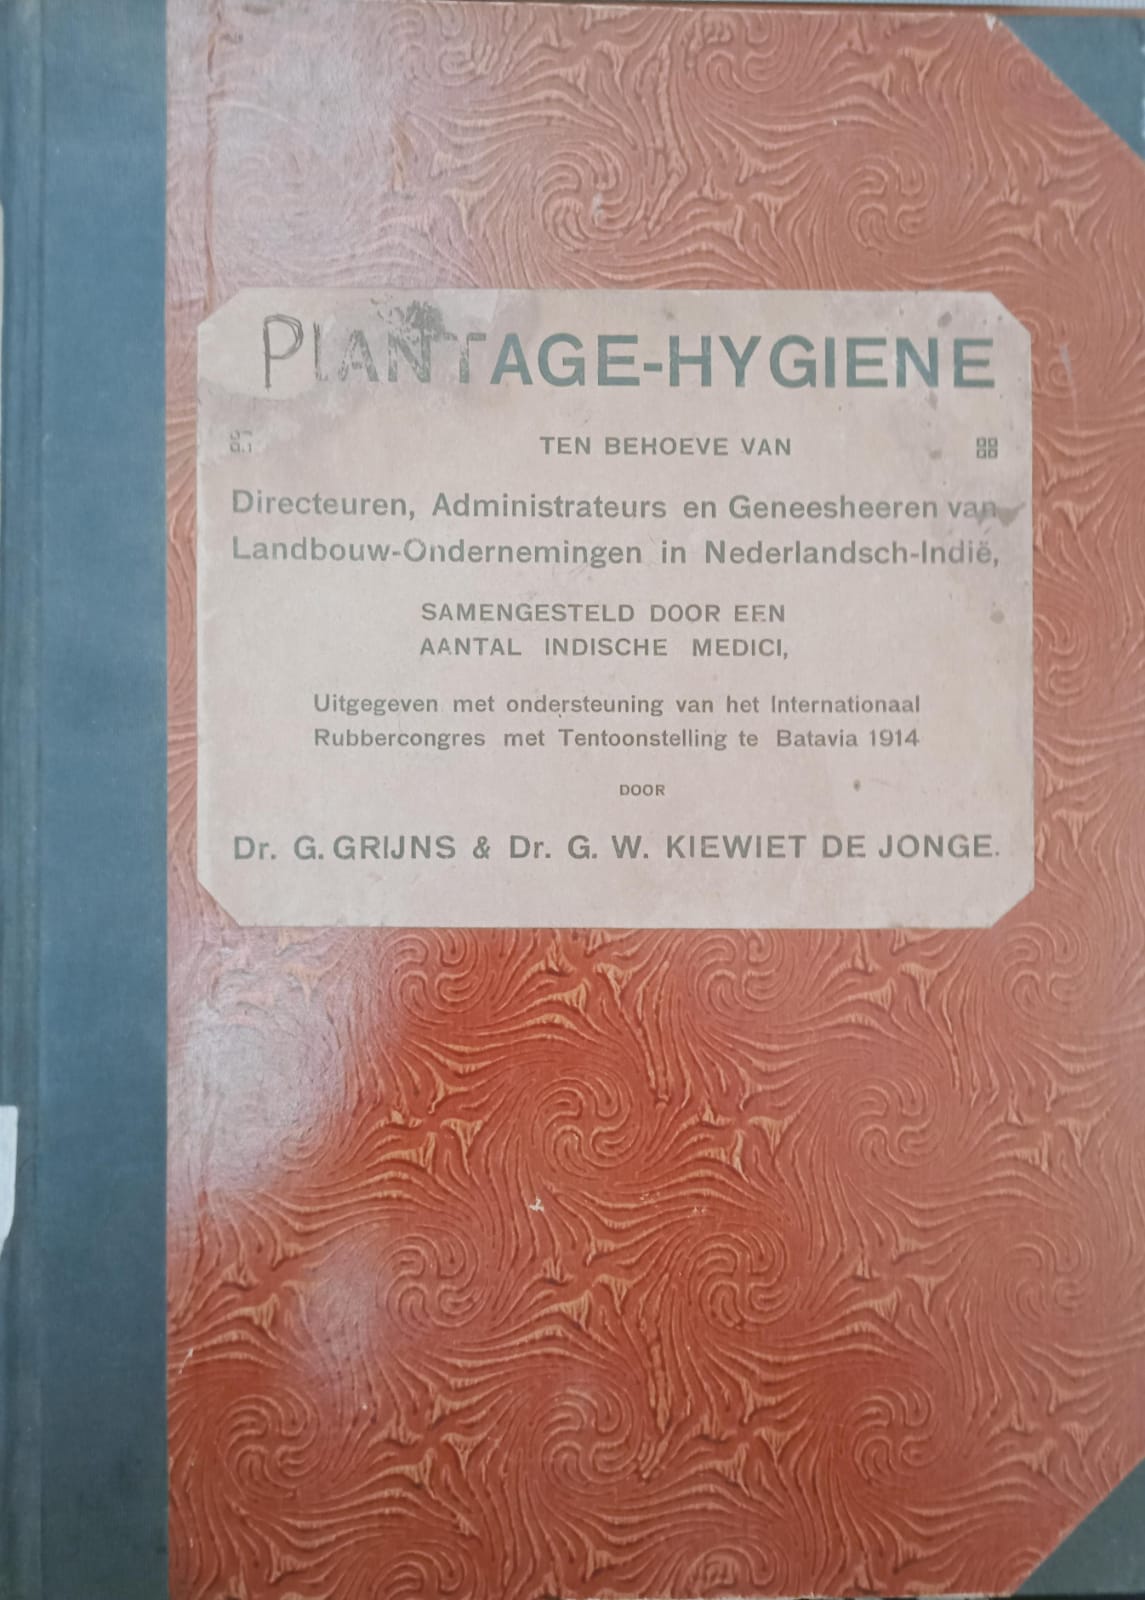 PLANTAGE-HYGIENE
TEN BEHOEVE VAN
Directeuren, Administrateurs en Geneesheeren van
Landbouw-Ondernemingen in Nederlandsch-Indië,
SAMENGESTELD DOOR EEN
AANTAL INDISCHE MEDICI,
Uitgegeven met ondersteuning van het Internationaal
Rubbercongres met Tentoonstelling te Batavia 1914
DOOR
Dr. G. GRIJNS & Dr. G. W. KIEWIET DE JONGE.